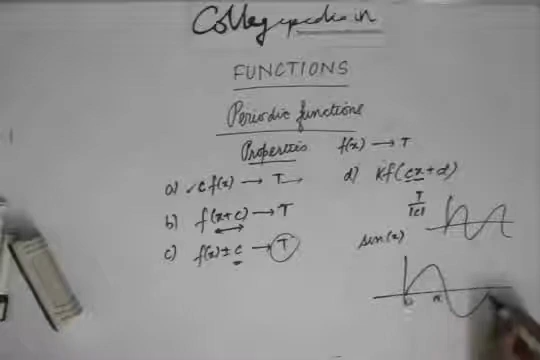 Collegepedia.in
FUNCTIONS
Periodic functions
Properties f(x) → T
a) c f(x) → T → d) Kf(cx+d)
T/|c|
b) f(x+c) → T
c) f(x) ± c → T sin(x)
0 π